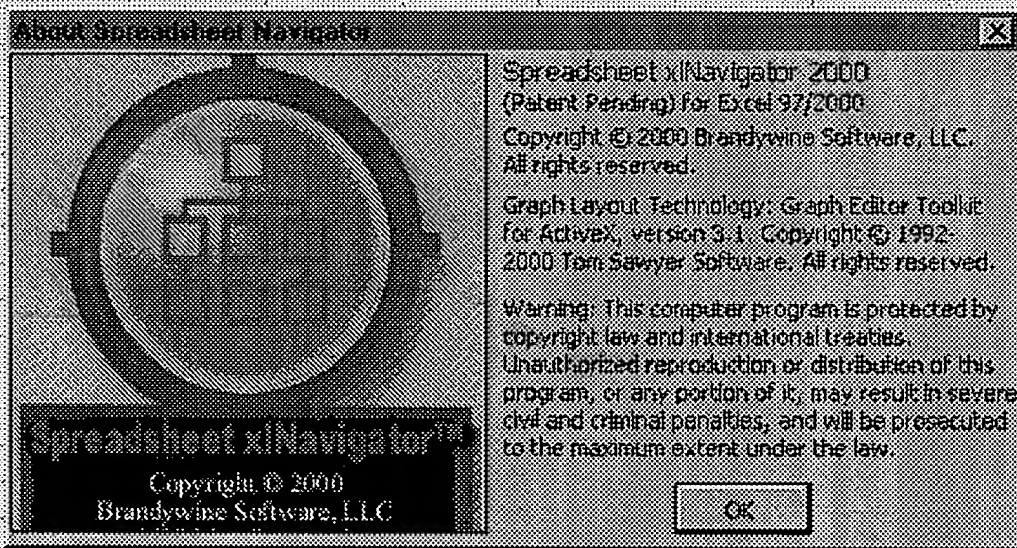 About Spreadsheet Navigator
Spreadsheet xlNavigator 2000
(Patent Pending) for Excel 97/2000
Copyright © 2000 Brandywine Software, LLC.
All rights reserved.
Graph Layout Technology: Graph Editor Toolkit
for ActiveX, version 3.1. Copyright © 1992-
2000 Tom Sawyer Software. All rights reserved.
Warning: This computer program is protected by
copyright law and international treaties.
Unauthorized reproduction or distribution of this
program, or any portion of it, may result in severe
civil and criminal penalties, and will be prosecuted
to the maximum extent under the law.
Spreadsheet xlNavigator™
Copyright © 2000
Brandywine Software, LLC
OK